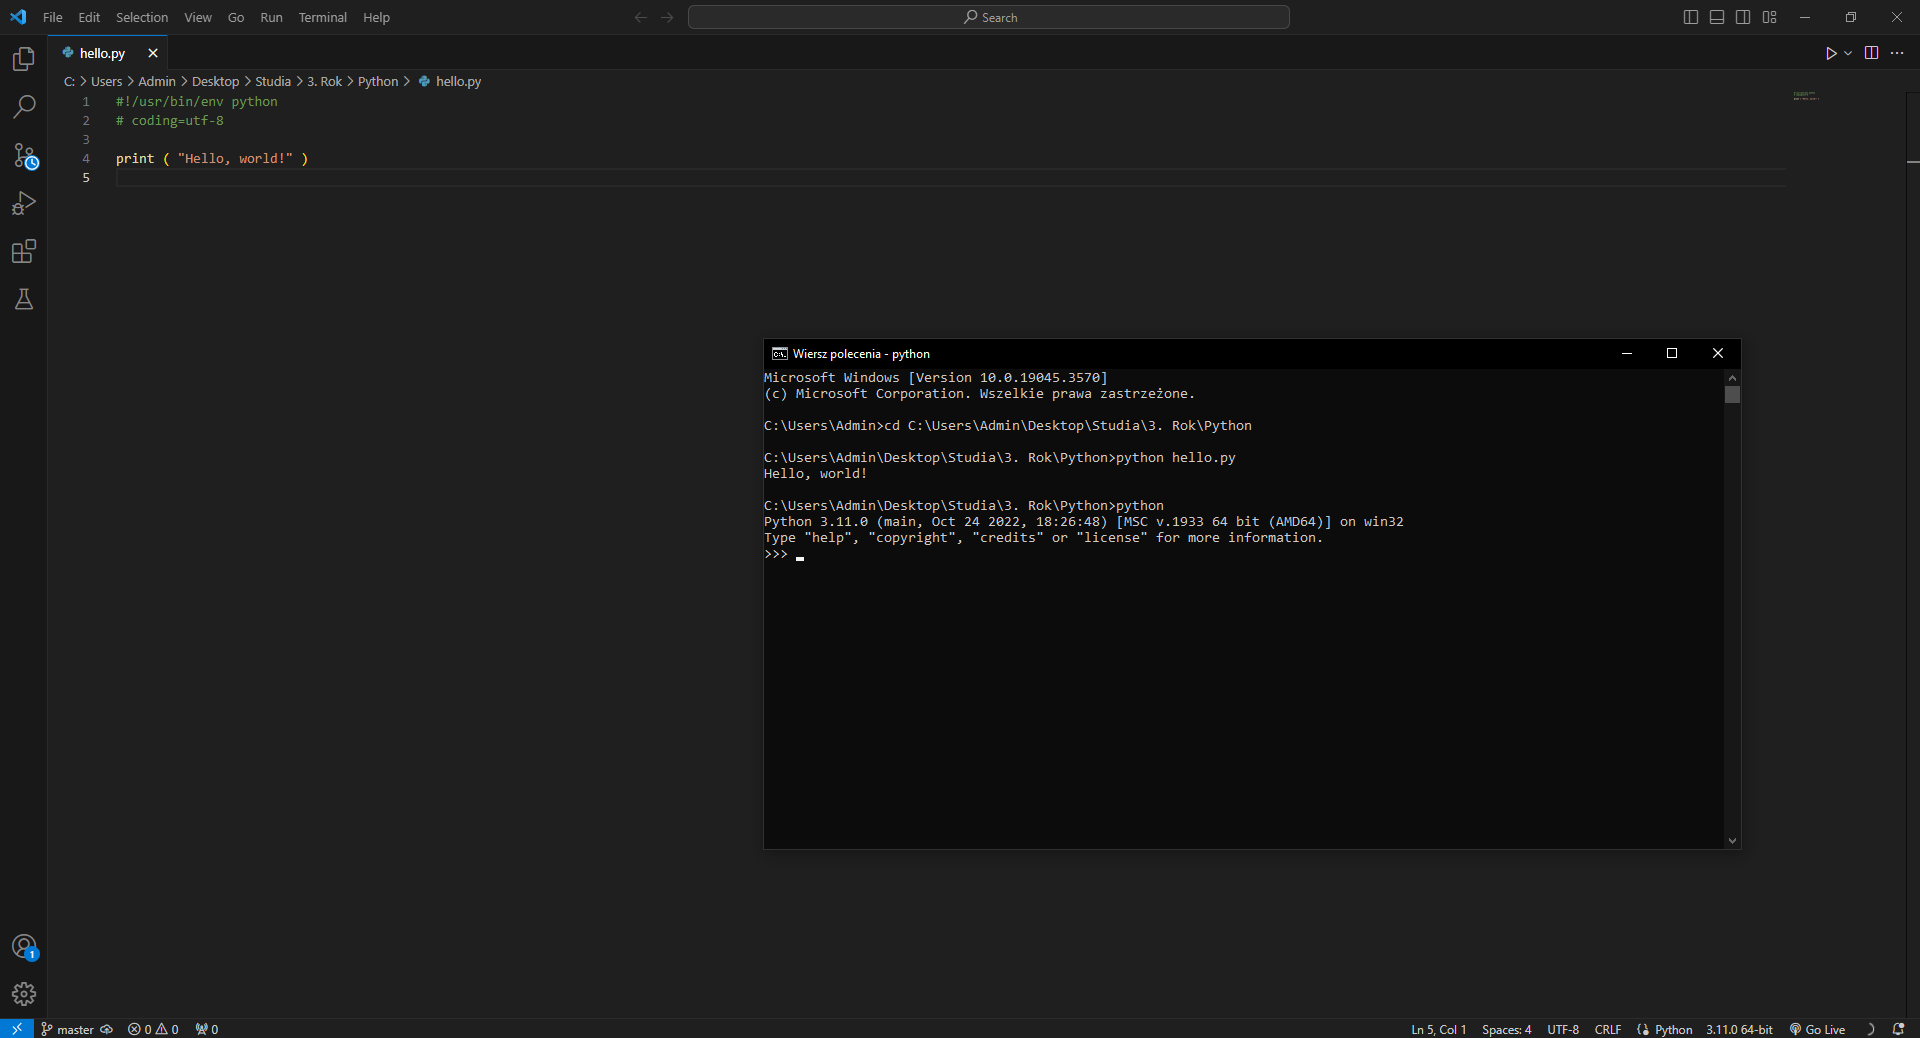 File Edit Selection View Go Run Terminal Help
Search
hello.py
C: > Users > Admin > Desktop > Studia > 3. Rok > Python > hello.py
1 #!/usr/bin/env python
2 # coding=utf-8
3
4 print ( "Hello, world!" )
5
Wiersz polecenia - python
Microsoft Windows [Version 10.0.19045.3570]
(c) Microsoft Corporation. Wszelkie prawa zastrzeżone.
C:\Users\Admin>cd C:\Users\Admin\Desktop\Studia\3. Rok\Python
C:\Users\Admin\Desktop\Studia\3. Rok\Python>python hello.py
Hello, world!
C:\Users\Admin\Desktop\Studia\3. Rok\Python>python
Python 3.11.0 (main, Oct 24 2022, 18:26:48) [MSC v.1933 64 bit (AMD64)] on win32
Type "help", "copyright", "credits" or "license" for more information.
>>>
1
master 0 0 0 Ln 5, Col 1 Spaces: 4 UTF-8 CRLF Python 3.11.0 64-bit Go Live